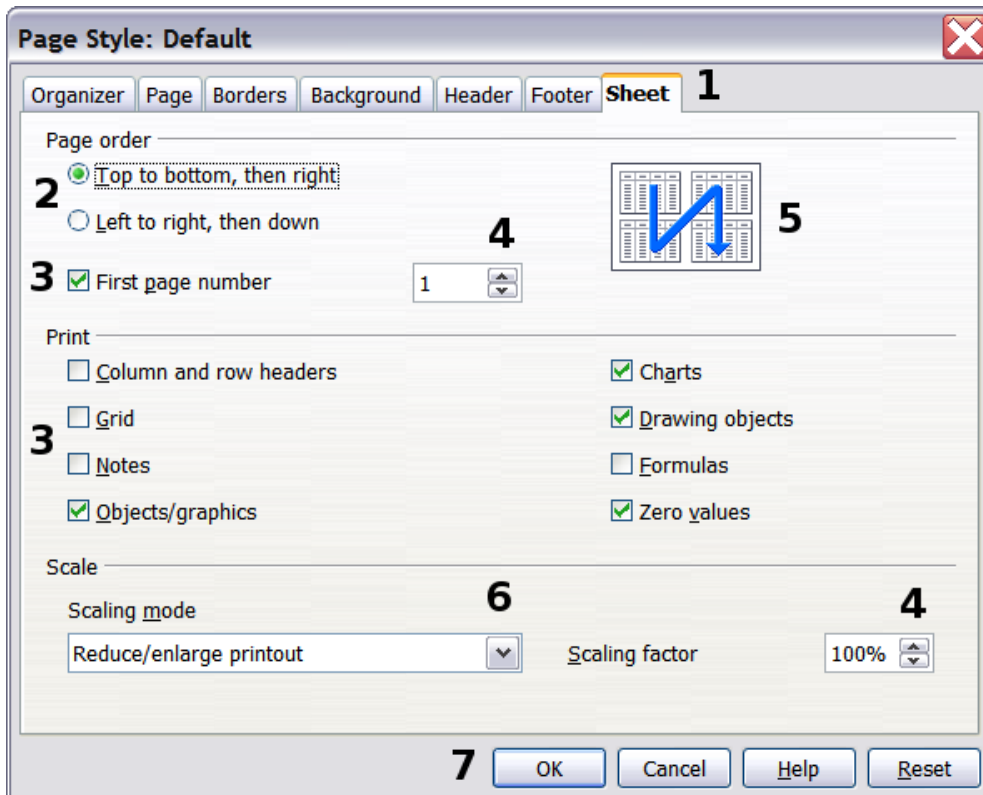 Page Style: Default
Organizer Page Borders Background Header Footer Sheet 1
Page order
2 Top to bottom, then right
Left to right, then down
4
5
3 First page number 1
Print
Column and row headers Charts
Grid Drawing objects
3
Notes Formulas
Objects/graphics Zero values
Scale
Scaling mode 6 4
Reduce/enlarge printout Scaling factor 100%
7 OK Cancel Help Reset